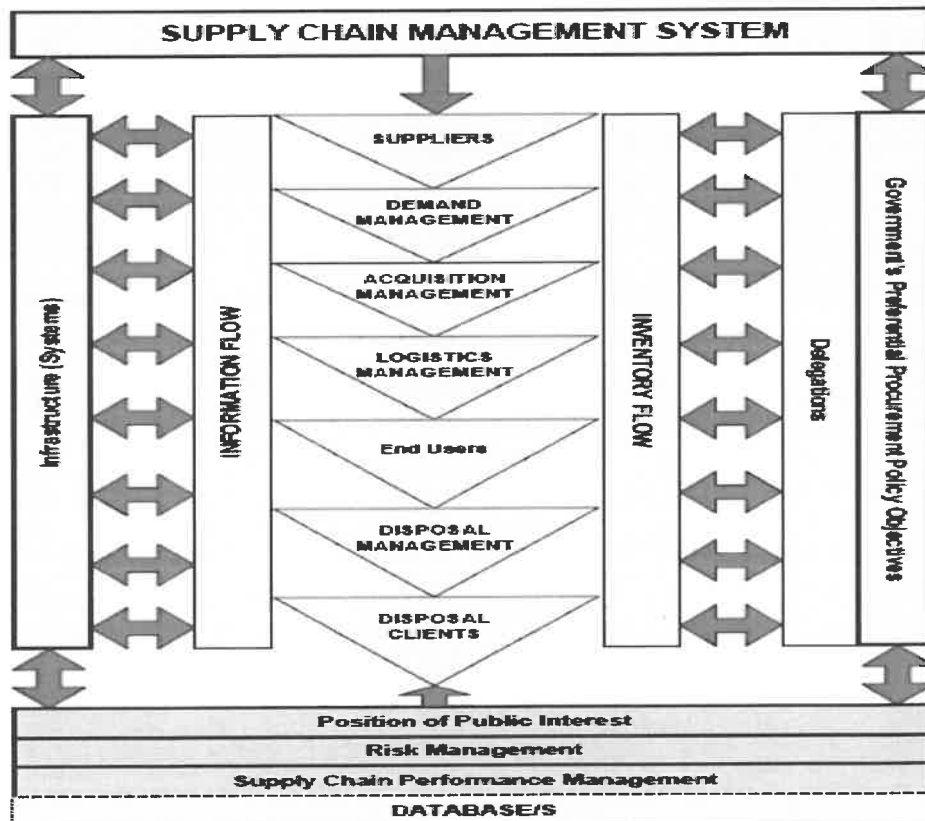 SUPPLY CHAIN MANAGEMENT SYSTEM
Infrastructure (Systems)
INFORMATION FLOW
SUPPLIERS
DEMAND
MANAGEMENT
ACQUISITION
MANAGEMENT
LOGISTICS
MANAGEMENT
End Users
DISPOSAL
MANAGEMENT
DISPOSAL
CLIENTS
INVENTORY FLOW
Delegations
Government's Preferential Procurement Policy Objectives
Position of Public Interest
Risk Management
Supply Chain Performance Management
DATABASE/S